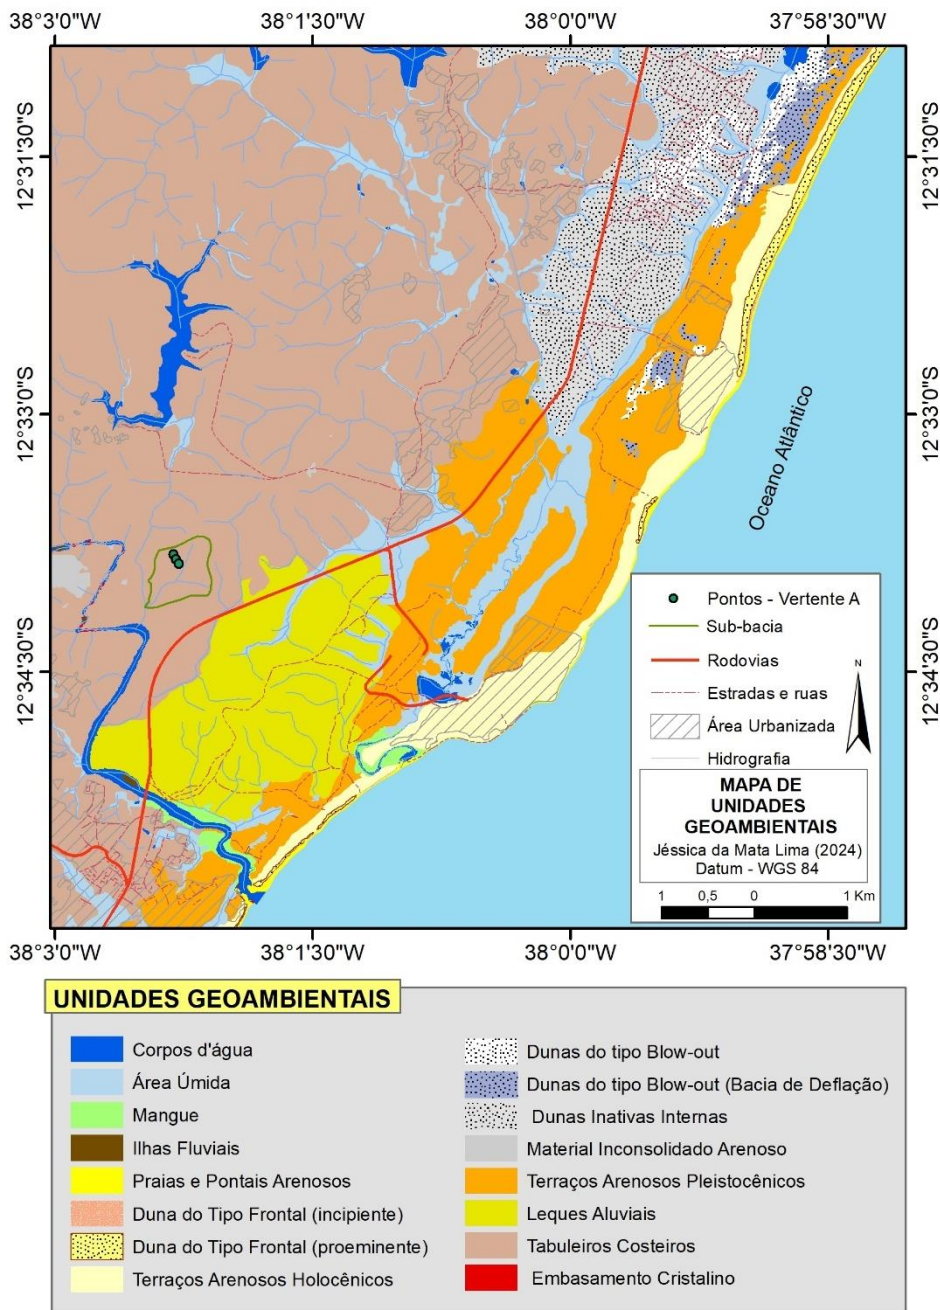 38°3'0"W 38°1'30"W 38°0'0"W 37°58'30"W
12°31'30"S 12°31'30"S
12°33'0"S 12°33'0"S
Oceano Atlântico
12°34'30"S 12°34'30"S
Pontos - Vertente A
Sub-bacia
Rodovias
N
Estradas e ruas
Área Urbanizada
Hidrografia
MAPA DE
UNIDADES
GEOAMBIENTAIS
Jéssica da Mata Lima (2024)
Datum - WGS 84
1 0,5 0 1 Km
38°3'0"W 38°1'30"W 38°0'0"W 37°58'30"W
UNIDADES GEOAMBIENTAIS
Corpos d'água
Área Úmida
Mangue
Ilhas Fluviais
Praias e Pontais Arenosos
Duna do Tipo Frontal (incipiente)
Duna do Tipo Frontal (proeminente)
Terraços Arenosos Holocênicos
Dunas do tipo Blow-out
Dunas do tipo Blow-out (Bacia de Deflação)
Dunas Inativas Internas
Material Inconsolidado Arenoso
Terraços Arenosos Pleistocênicos
Leques Aluviais
Tabuleiros Costeiros
Embasamento Cristalino